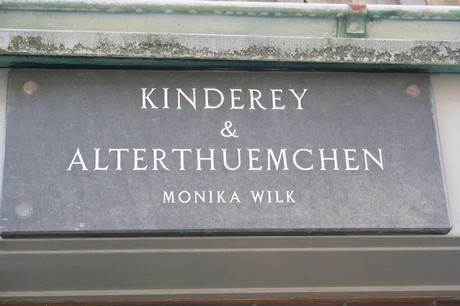 KINDEREY
&
ALTERTHUEMCHEN
MONIKA WILK